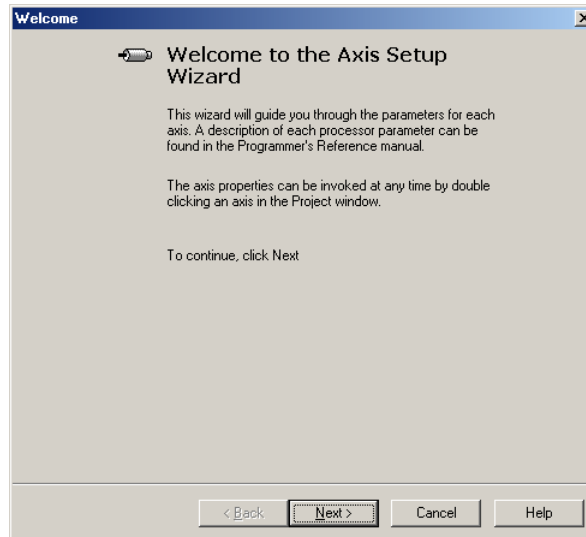 Welcome
Welcome to the Axis Setup
Wizard
This wizard will guide you through the parameters for each
axis. A description of each processor parameter can be
found in the Programmer's Reference manual.
The axis properties can be invoked at any time by double
clicking an axis in the Project window.
To continue, click Next
< Back
Next >
Cancel
Help